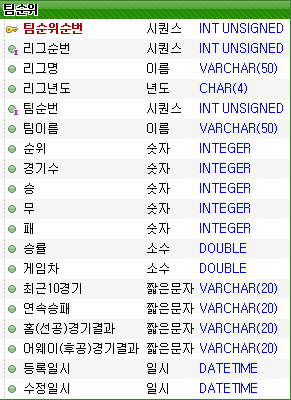 팀순위
팀순위순번 시퀀스 INT UNSIGNED
리그순번 시퀀스 INT UNSIGNED
리그명 이름 VARCHAR(50)
리그년도 년도 CHAR(4)
팀순번 시퀀스 INT UNSIGNED
팀이름 이름 VARCHAR(50)
순위 숫자 INTEGER
경기수 숫자 INTEGER
승 숫자 INTEGER
무 숫자 INTEGER
패 숫자 INTEGER
승률 소수 DOUBLE
게임차 소수 DOUBLE
최근10경기 짧은문자 VARCHAR(20)
연속승패 짧은문자 VARCHAR(20)
홈(선공)경기결과 짧은문자 VARCHAR(20)
어웨이(후공)경기결과 짧은문자 VARCHAR(20)
등록일시 일시 DATETIME
수정일시 일시 DATETIME